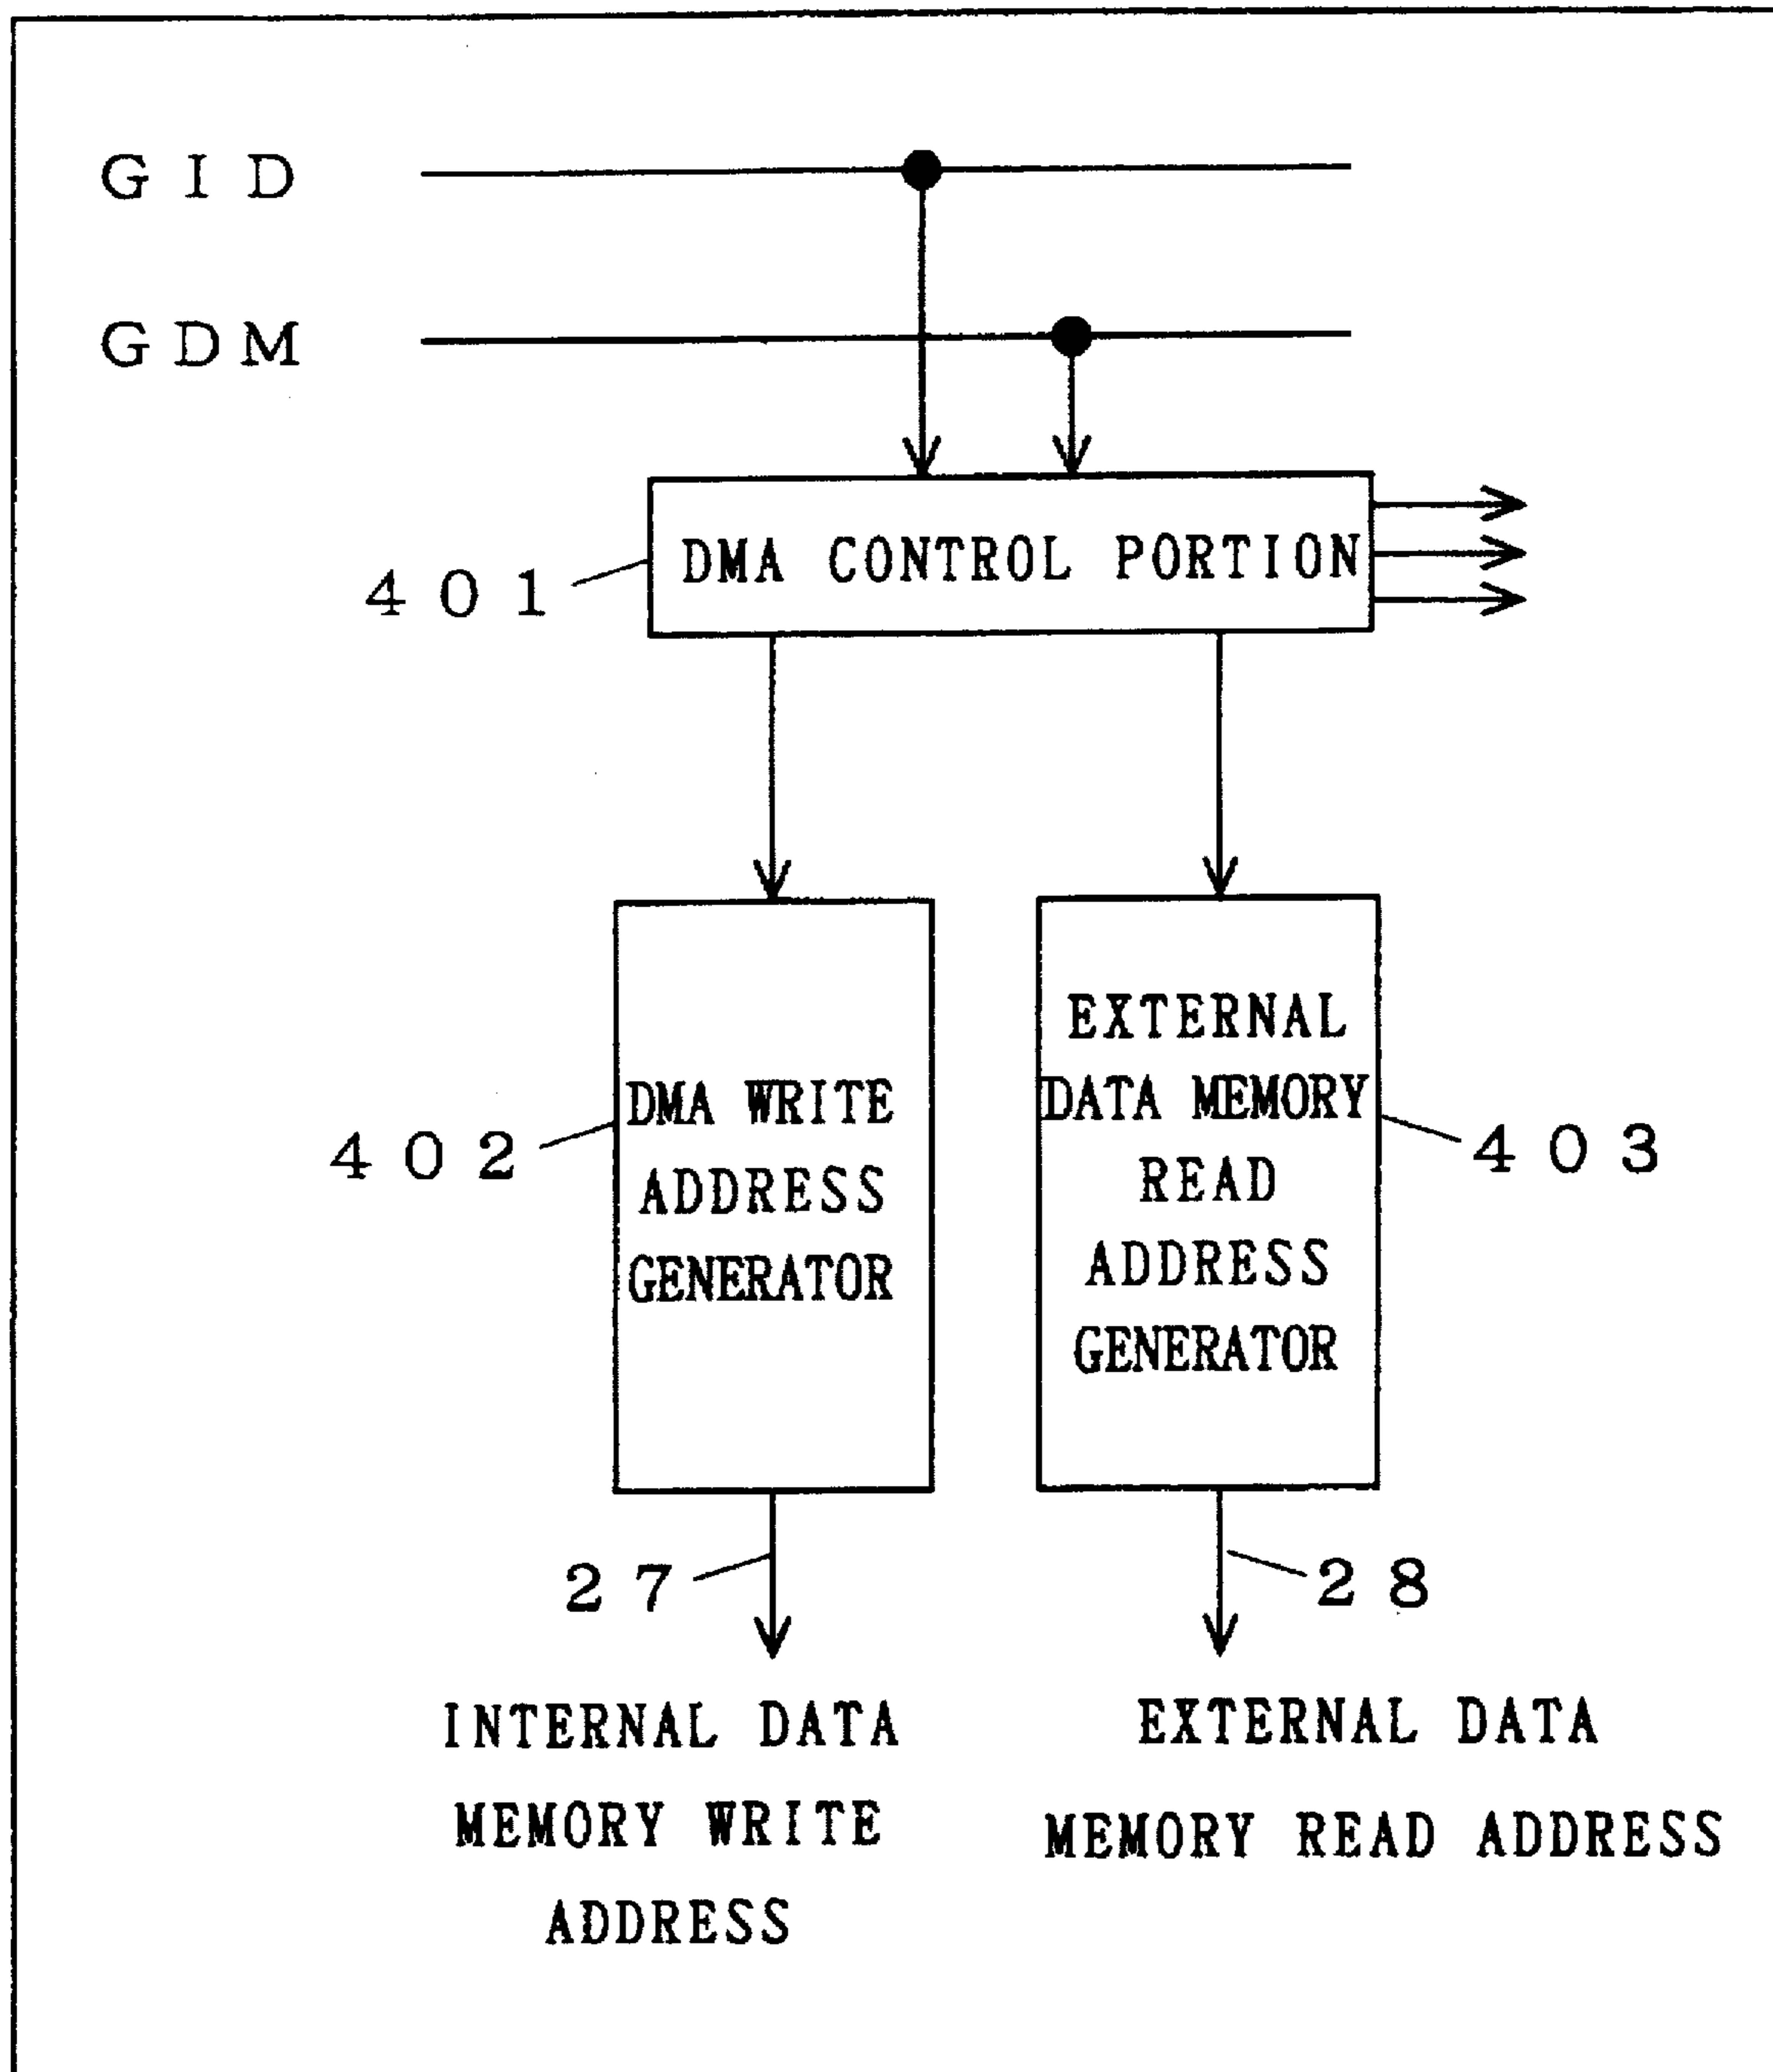 GID
GDM
DMA CONTROL PORTION
401
DMA WRITE
ADDRESS
GENERATOR
402
EXTERNAL
DATA MEMORY
READ
ADDRESS
GENERATOR
403
27
28
INTERNAL DATA
MEMORY WRITE
ADDRESS
EXTERNAL DATA
MEMORY READ ADDRESS